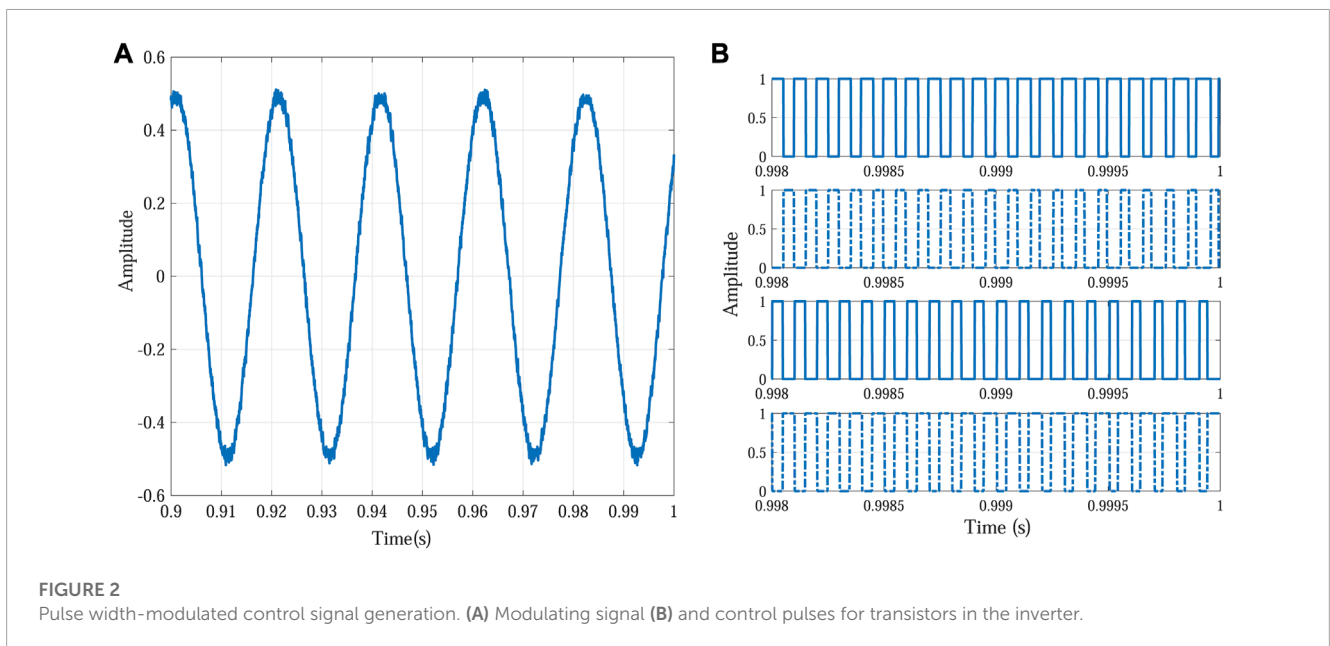 A
0.6
0.4
0.2
0
-0.2
-0.4
-0.6
Amplitude
0.9 0.91 0.92 0.93 0.94 0.95 0.96 0.97 0.98 0.99 1
Time(s)
B
1
0.5
0
0.998 0.9985 0.999 0.9995 1
1
0.5
0
0.998 0.9985 0.999 0.9995 1
Amplitude
1
0.5
0
0.998 0.9985 0.999 0.9995 1
1
0.5
0
0.998 0.9985 0.999 0.9995 1
Time (s)
FIGURE 2
Pulse width-modulated control signal generation. (A) Modulating signal (B) and control pulses for transistors in the inverter.